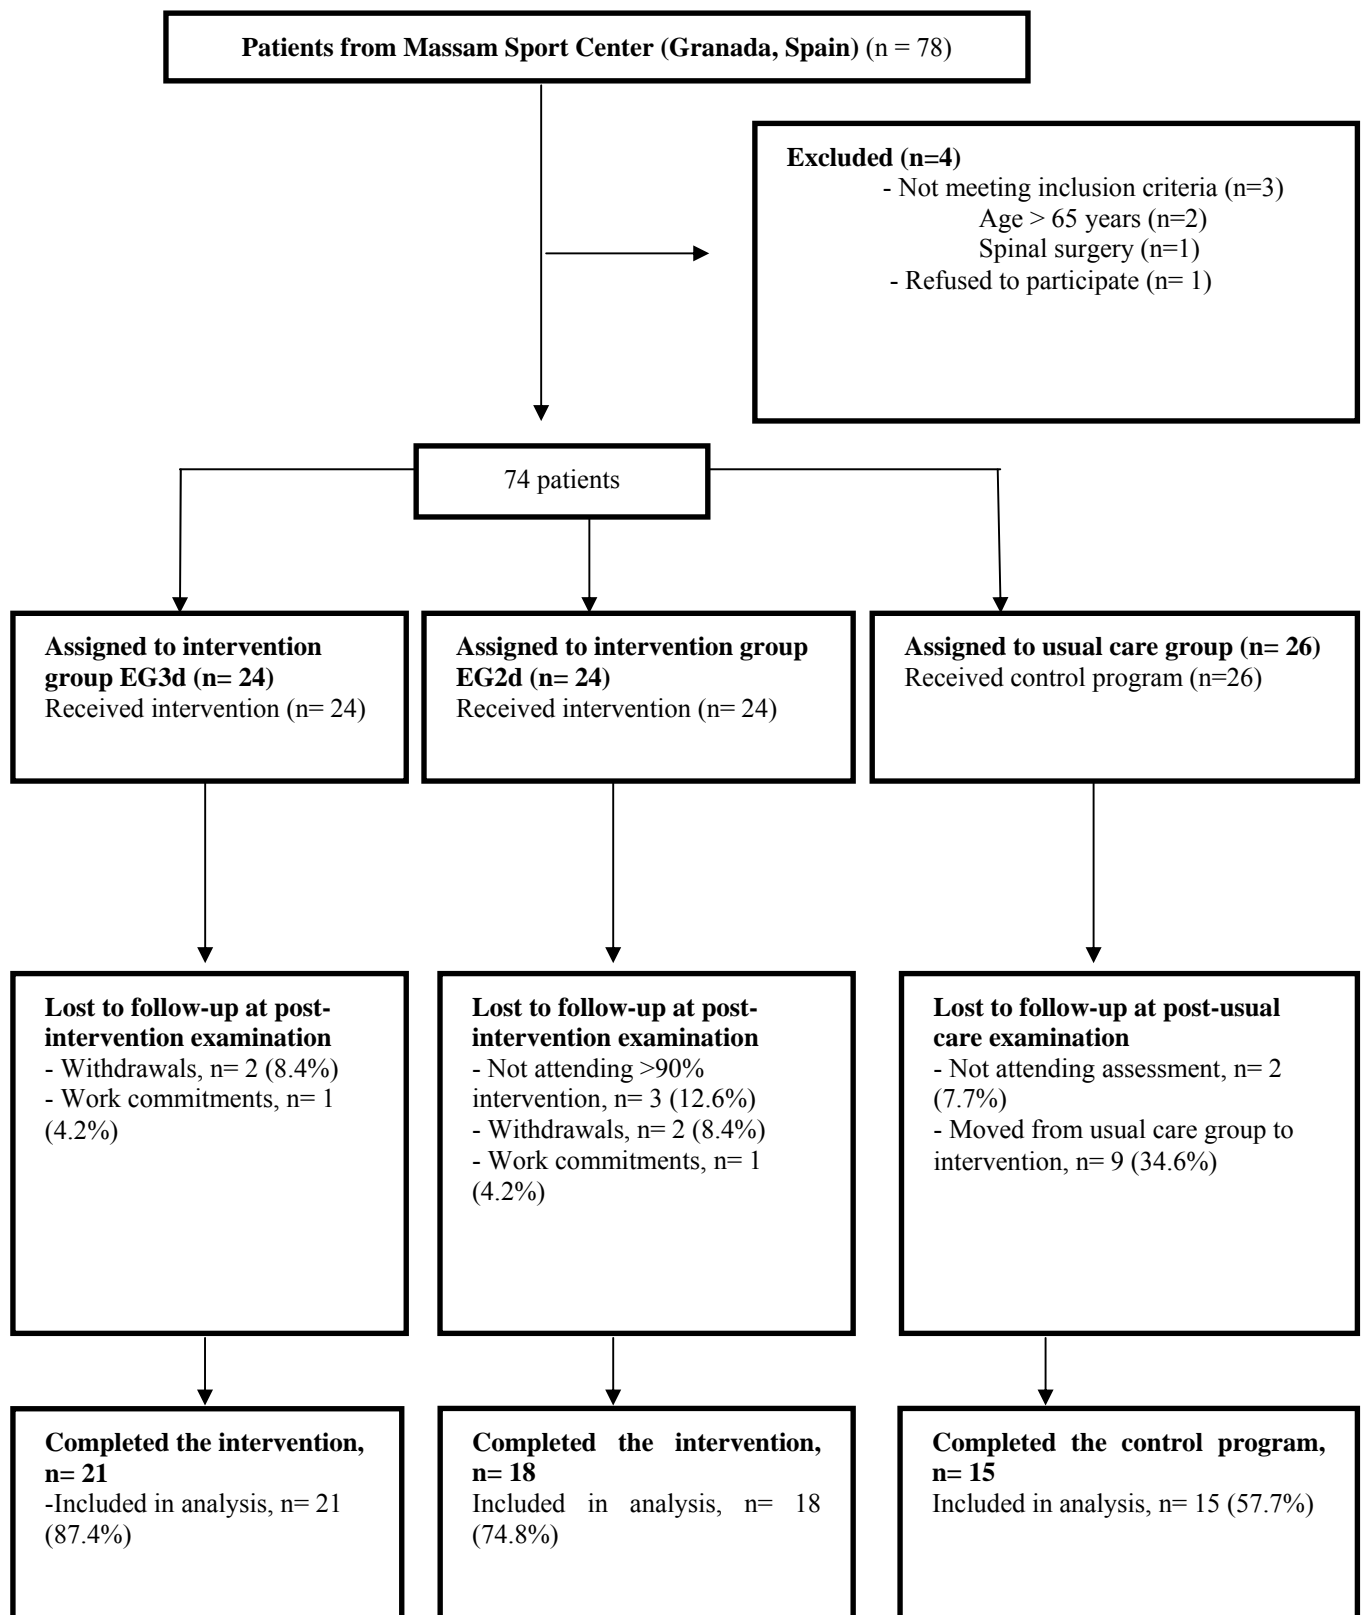 Patients from Massam Sport Center (Granada, Spain) (n = 78)
Excluded (n=4)
- Not meeting inclusion criteria (n=3)
Age > 65 years (n=2)
Spinal surgery (n=1)
- Refused to participate (n= 1)
74 patients
Assigned to intervention
group EG3d (n= 24)
Received intervention (n= 24)
Assigned to intervention group
EG2d (n= 24)
Received intervention (n= 24)
Assigned to usual care group (n= 26)
Received control program (n=26)
Lost to follow-up at post-
intervention examination
- Withdrawals, n= 2 (8.4%)
- Work commitments, n= 1
(4.2%)
Lost to follow-up at post-
intervention examination
- Not attending >90%
intervention, n= 3 (12.6%)
- Withdrawals, n= 2 (8.4%)
- Work commitments, n= 1
(4.2%)
Lost to follow-up at post-usual
care examination
- Not attending assessment, n= 2
(7.7%)
- Moved from usual care group to
intervention, n= 9 (34.6%)
Completed the intervention,
n= 21
-Included in analysis, n= 21
(87.4%)
Completed the intervention,
n= 18
Included in analysis, n= 18
(74.8%)
Completed the control program,
n= 15
Included in analysis, n= 15 (57.7%)